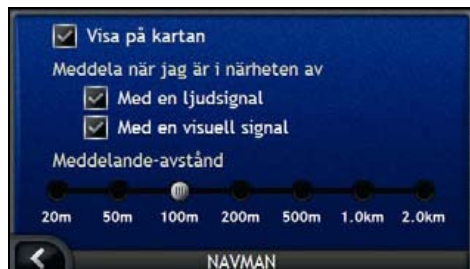 Visa på kartan
Meddela när jag är i närheten av
Med en ljudsignal
Med en visuell signal
Meddelande-avstånd
20m 50m 100m 200m 500m 1.0km 2.0km
NAVMAN